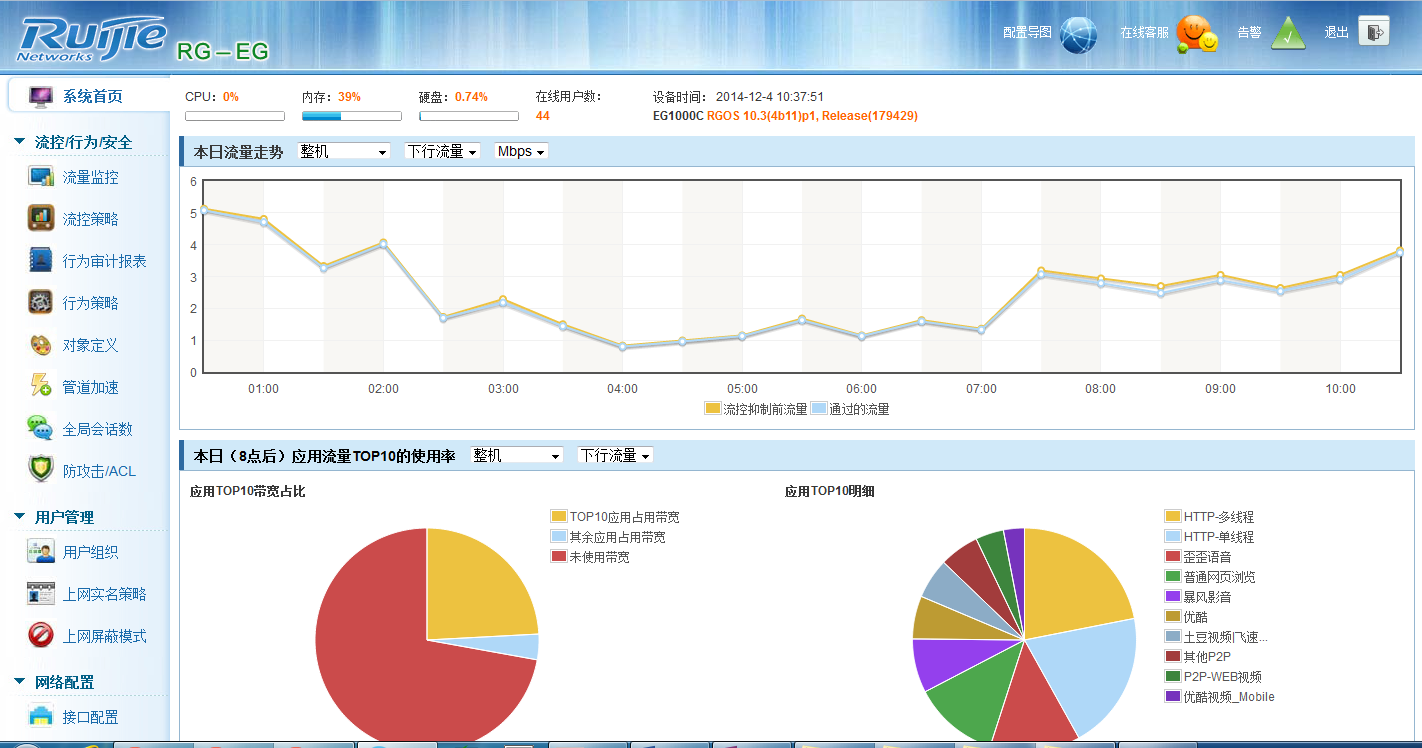 Ruijie
Networks RG－EG
配置导图 在线客服 告警 退出
系统首页
流控/行为/安全
流量监控
流控策略
行为审计报表
行为策略
对象定义
管道加速
全局会话数
防攻击/ACL
用户管理
用户组织
上网实名策略
上网屏蔽模式
网络配置
接口配置
CPU: 0% 内存: 39% 硬盘: 0.74% 在线用户数: 设备时间: 2014-12-4 10:37:51
44 EG1000C RGOS 10.3(4b11)p1, Release(179429)
本日流量走势 整机 下行流量 Mbps
6
5
4
3
2
1
0
01:00 02:00 03:00 04:00 05:00 06:00 07:00 08:00 09:00 10:00
流控抑制前流量 通过的流量
本日（8点后）应用流量TOP10的使用率 整机 下行流量
应用TOP10带宽占比
TOP10应用占用带宽
其余应用占用带宽
未使用带宽
应用TOP10明细
HTTP-多线程
HTTP-单线程
歪歪语音
普通网页浏览
暴风影音
优酷
土豆视频|飞速...
其他P2P
P2P-WEB视频
优酷视频_Mobile